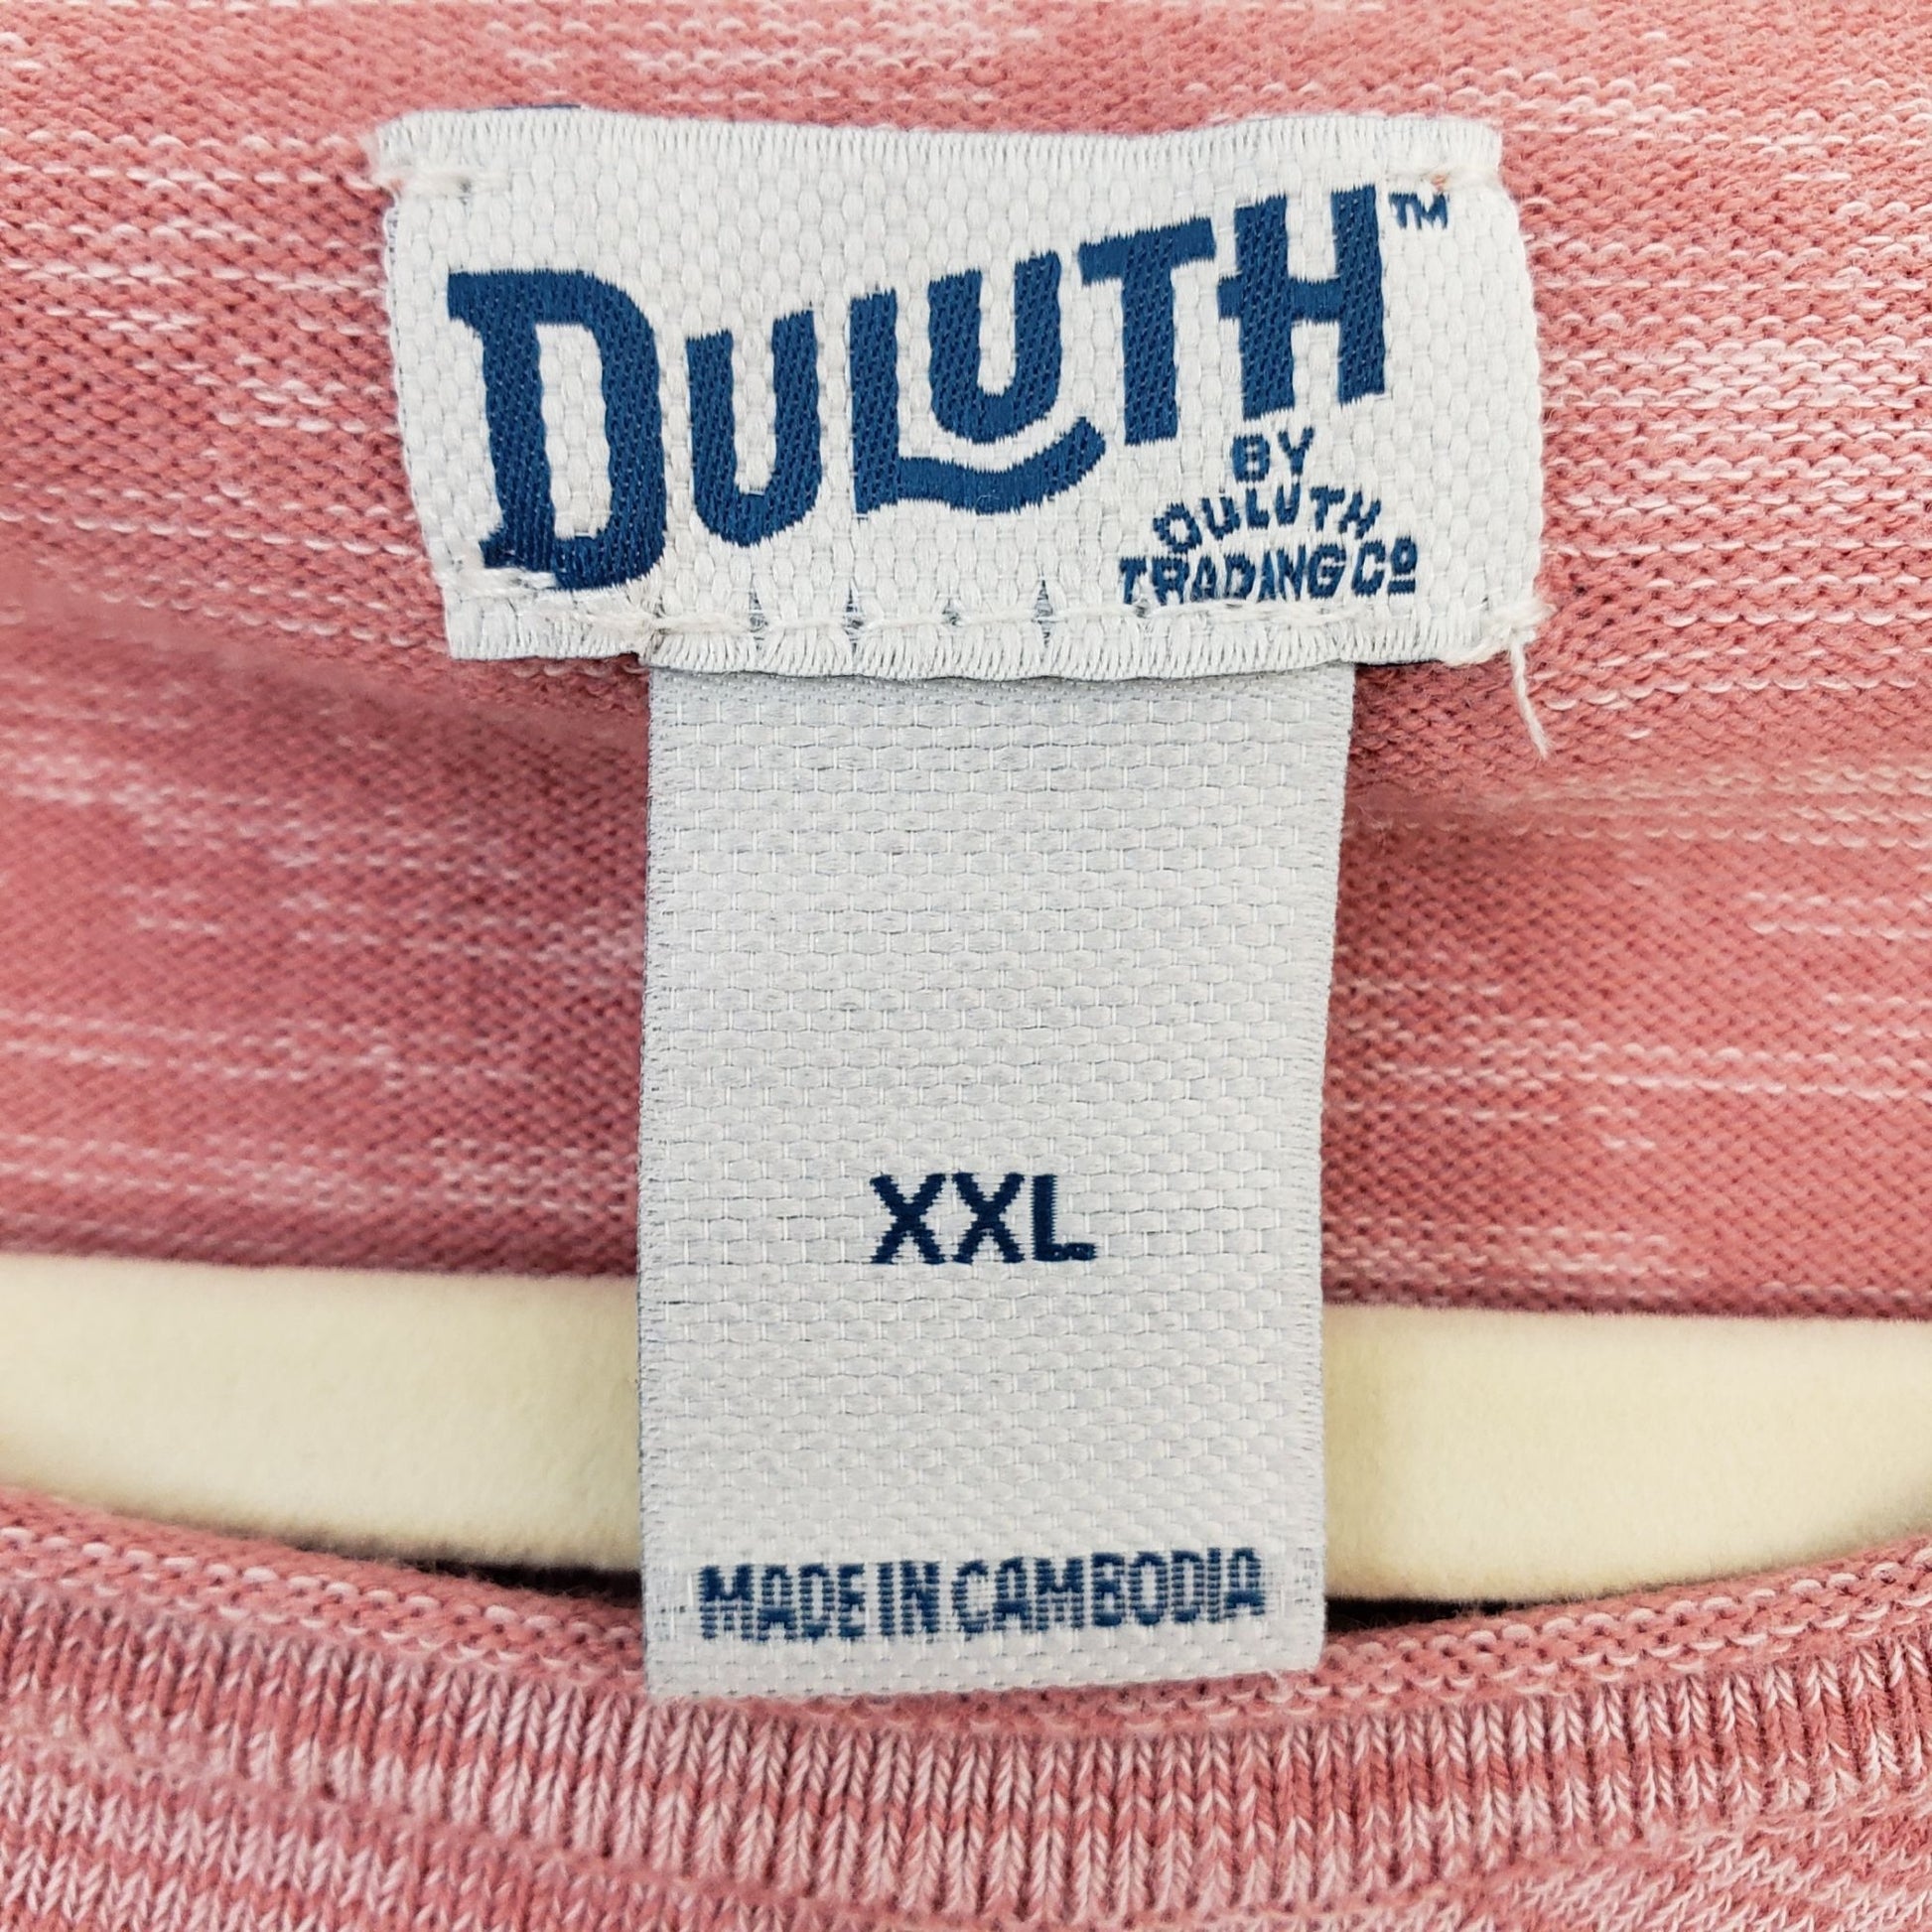 DULUTH™
BY
DULUTH
TRADING Co
XXL
MADE IN CAMBODIA